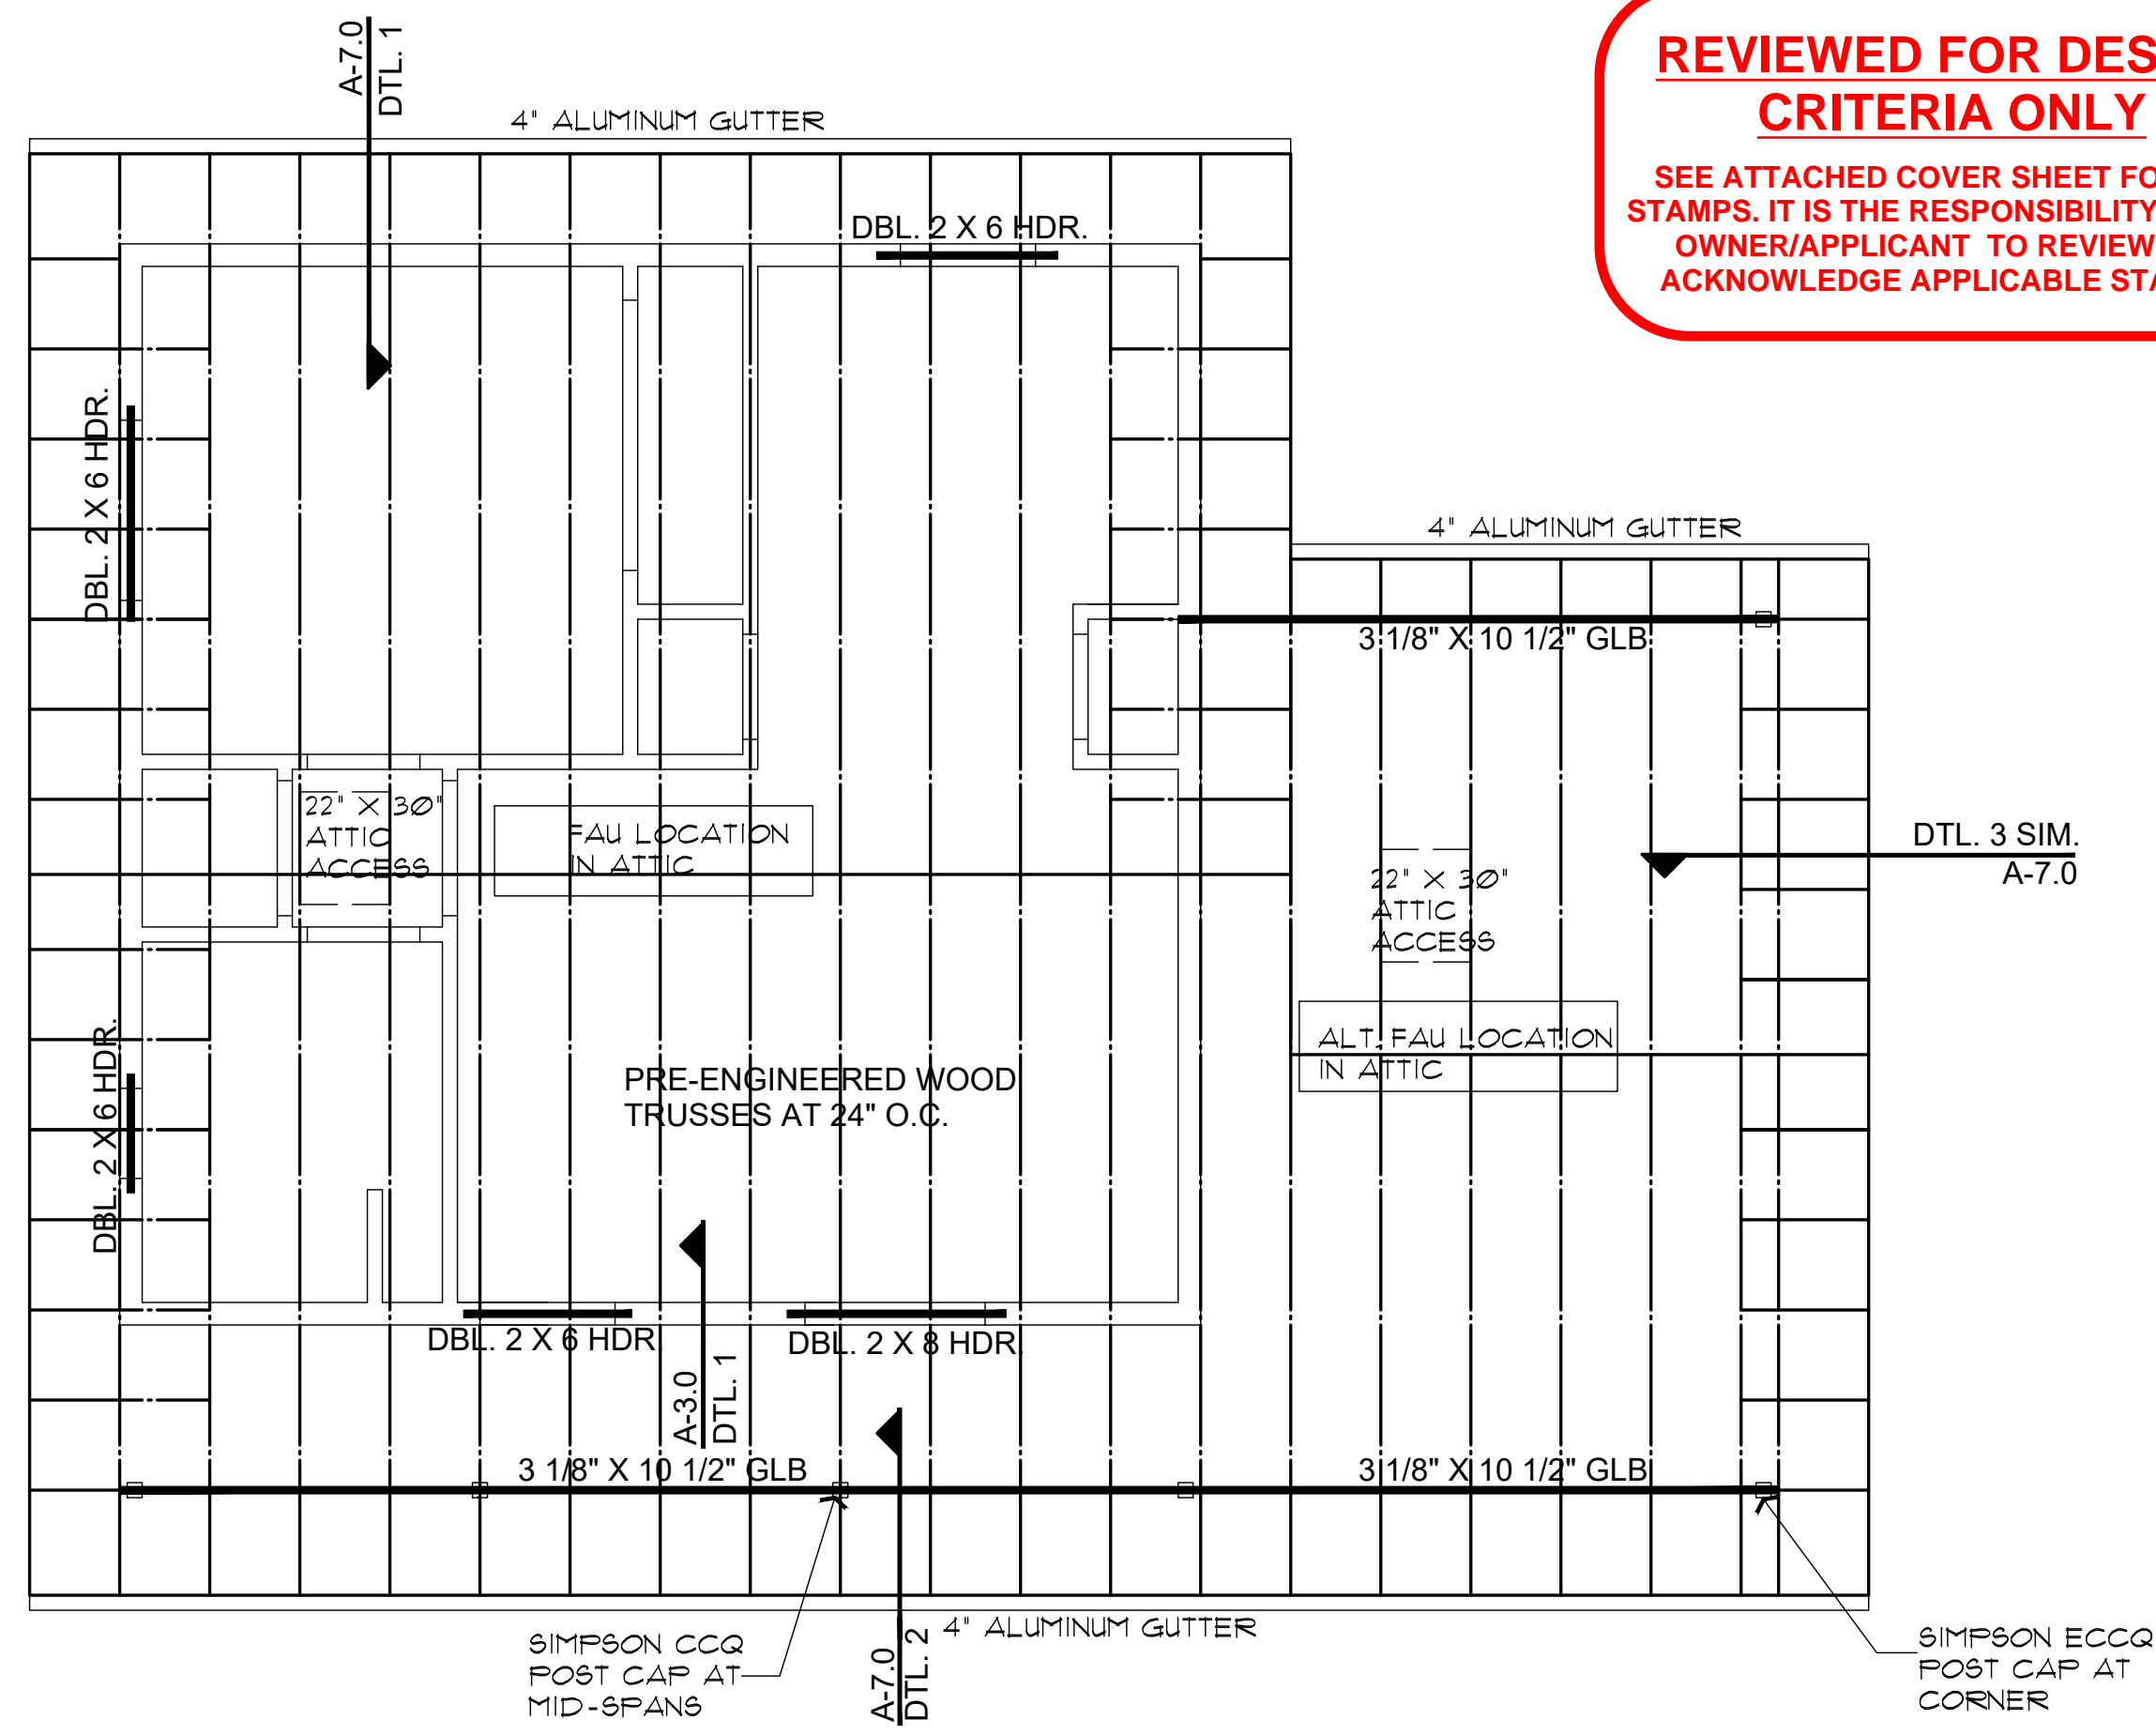 A-7.0
DTL. 1
4" ALUMINUM GUTTER
REVIEWED FOR DES
CRITERIA ONLY
SEE ATTACHED COVER SHEET FO
STAMPS. IT IS THE RESPONSIBILITY
OWNER/APPLICANT TO REVIEW
ACKNOWLEDGE APPLICABLE STA
DBL. 2 X 6 HDR.
DBL. 2 X 6 HDR.
4" ALUMINUM GUTTER
3 1/8" X 10 1/2" GLB
22" X 30"
ATTIC
ACCESS
FAU LOCATION
IN ATTIC
DTL. 3 SIM.
A-7.0
22" X 30"
ATTIC
ACCESS
ALT. FAU LOCATION
IN ATTIC
DBL. 2 X 6 HDR.
PRE-ENGINEERED WOOD
TRUSSES AT 24" O.C.
DBL. 2 X 6 HDR.
DBL. 2 X 8 HDR.
A-3.0
DTL. 1
3 1/8" X 10 1/2" GLB
3 1/8" X 10 1/2" GLB
4" ALUMINUM GUTTER
SIMPSON CCQ
POST CAP AT
MID-SPANS
A-7.0
DTL. 2
SIMPSON ECCQ
POST CAP AT
CORNER